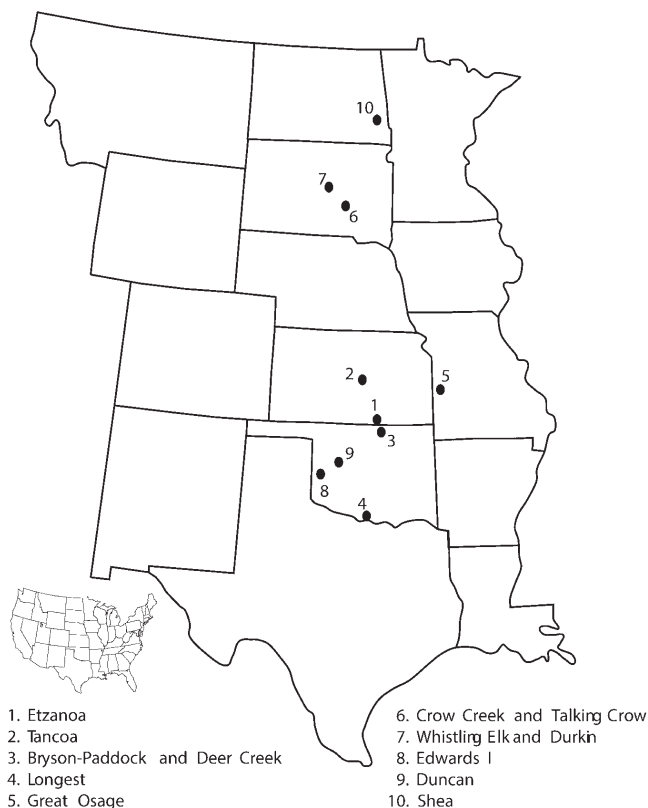 10
7
6
2
5
1
3
9
8
4
1. Etzanoa
2. Tancoa
3. Bryson-Paddock and Deer Creek
4. Longest
5. Great Osage
6. Crow Creek and Talking Crow
7. Whistling Elk and Durkin
8. Edwards I
9. Duncan
10. Shea